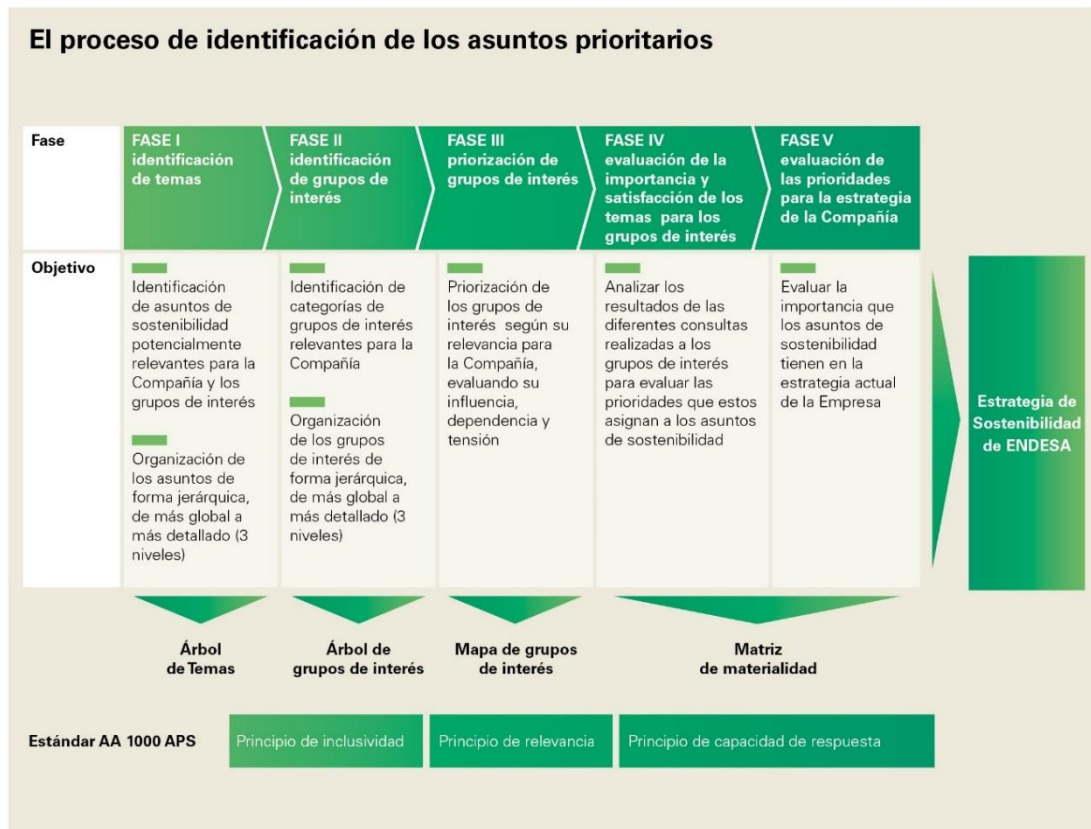 El proceso de identificación de los asuntos prioritarios
Fase
FASE I
identificación
de temas
FASE II
identificación
de grupos de
interés
FASE III
priorización de
grupos de interés
FASE IV
evaluación de la
importancia y
satisfacción de los
temas para los
grupos de interés
FASE V
evaluación de
las prioridades
para la estrategia
de la Compañía
Objetivo
Identificación
de asuntos de
sostenibilidad
potencialmente
relevantes para la
Compañía y los
grupos de interés
Organización de
los asuntos de
forma jerárquica,
de más global a
más detallado (3
niveles)
Identificación de
categorías de
grupos de interés
relevantes para la
Compañía
Organización
de los grupos
de interés de
forma jerárquica,
de más global a
más detallado (3
niveles)
Priorización de
los grupos de
interés según su
relevancia para
la Compañía,
evaluando su
influencia,
dependencia y
tensión
Analizar los
resultados de las
diferentes consultas
realizadas a los
grupos de interés
para evaluar las
prioridades que estos
asignan a los asuntos
de sostenibilidad
Evaluar la
importancia que
los asuntos de
sostenibilidad
tienen en la
estrategia actual
de la Empresa
Estrategia de
Sostenibilidad
de ENDESA
Árbol
de Temas
Árbol de
grupos de interés
Mapa de grupos
de interés
Matriz
de materialidad
Estándar AA 1000 APS
Principio de inclusividad
Principio de relevancia
Principio de capacidad de respuesta